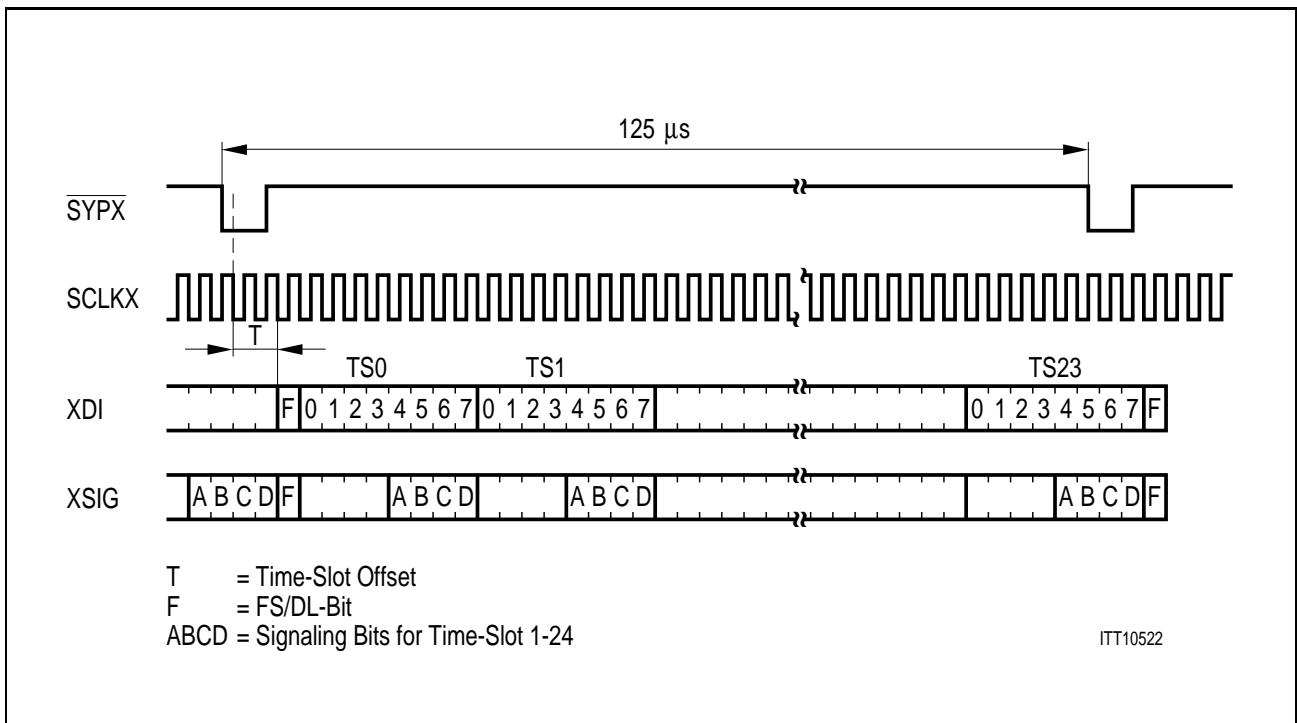 125 µs
SYPX
SCLKX
T
TS0 TS1 TS23
XDI F 0 1 2 3 4 5 6 7 0 1 2 3 4 5 6 7 0 1 2 3 4 5 6 7 F
XSIG A B C D F A B C D A B C D A B C D F
T = Time-Slot Offset
F = FS/DL-Bit
ABCD = Signaling Bits for Time-Slot 1-24
ITT10522